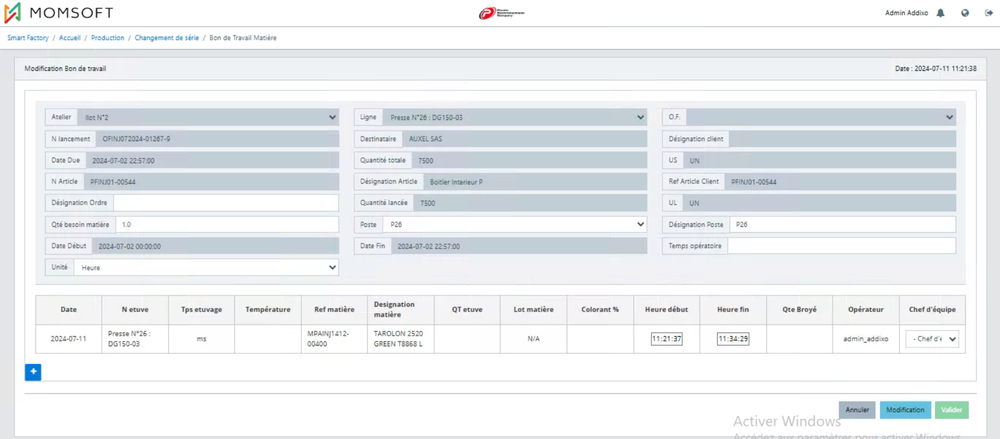 MOMSOFT
Plastic Electromechanic Company
Admin Addixo
Smart Factory / Accueil / Production / Changement de série / Bon de Travail Matière
Modification Bon de travail
Date : 2024-07-11 11:21:38
Atelier Ilot N°2
Ligne Presse N°26 : DG150-03
O.F.
N lancement OFINJ072024-01267-9
Destinataire AUXEL SAS
Désignation client
Date Due 2024-07-02 22:57:00
Quantité totale 7500
US UN
N Article PFINJ01-00544
Désignation Article Boitier Interieur P
Ref Article Client PFINJ01-00544
Désignation Ordre
Quantité lancée 7500
UL UN
Qté besoin matière 1.0
Poste P26
Désignation Poste P26
Date Début 2024-07-02 00:00:00
Date Fin 2024-07-02 22:57:00
Temps opératoire
Unité Heure
Date N etuve Tps etuvage Température Ref matière Designation matière QT etuve Lot matière Colorant % Heure début Heure fin Qte Broyé Opérateur Chef d'équipe
2024-07-11 Presse N°26 : DG150-03 ms MPAINJ1412-00400 TAROLON 2520 GREEN T8868 L N/A 11:21:37 11:34:29 admin_addixo - Chef d'é
+
Annuler Modification Valider
Activer Windows
Accédez aux paramètres pour activer Windows.